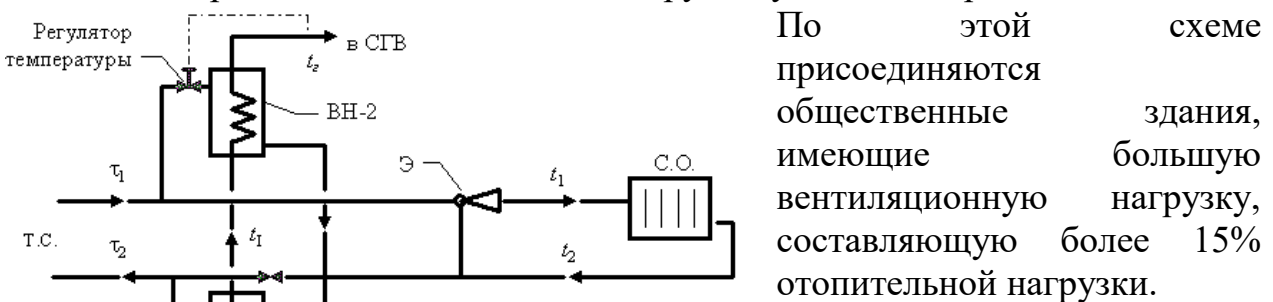 Регулятор
температуры
t₂
в СГВ
ВН-2
τ₁
Э
t₁
С.О.
Т.С.
τ₂
t_I
t₂
По этой схеме
присоединяются
общественные здания,
имеющие большую
вентиляционную нагрузку,
составляющую более 15%
отопительной нагрузки.